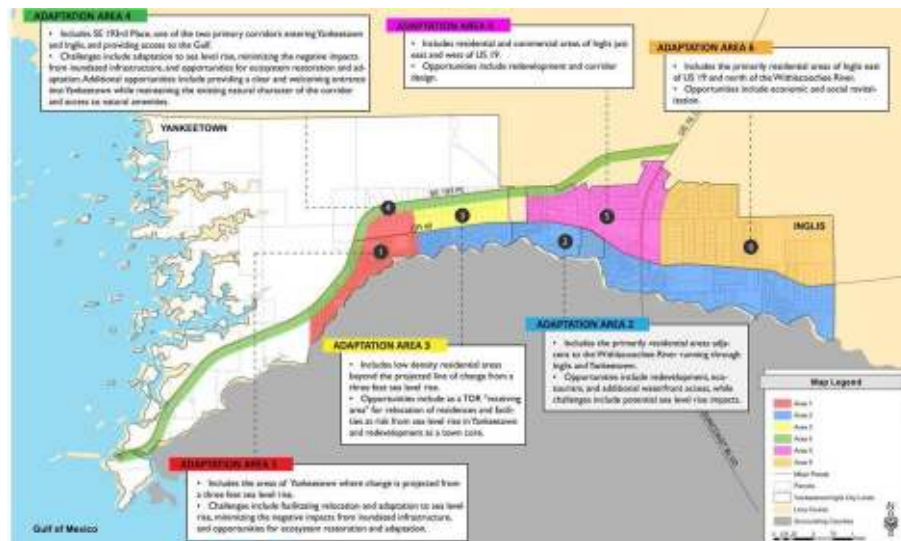 ADAPTATION AREA 4
• Includes SE 193rd Place, one of the two primary corridors entering Yankeetown
and Inglis, and providing access to the Gulf.
• Challenges include adaptation to sea level rise, minimizing the negative impacts
from inundated infrastructure, and opportunities for ecosystem restoration and ad-
aptation. Additional opportunities include providing a clear and welcoming entrance
into Yankeetown while maintaining the existing natural character of the corridor
and access to natural amenities.
ADAPTATION AREA 5
• Includes residential and commercial areas of Inglis just
east and west of US 19.
• Opportunities include redevelopment and corridor
design.
ADAPTATION AREA 6
• Includes the primarily residential areas of Inglis east
of US 19 and north of the Withlacoochee River.
• Opportunities include economic and social revital-
ization.
YANKEETOWN
INGLIS
4
3
5
1
2
6
ADAPTATION AREA 3
• Includes low density residential areas
beyond the projected line of change from a
three feet sea level rise.
• Opportunities include as a TDR "receiving
area" for relocation of residences and facili-
ties at risk from sea level rise in Yankeetown
and redevelopment as a town core.
ADAPTATION AREA 2
• Includes the primarily residential areas adja-
cent to the Withlacoochee River running through
Inglis and Yankeetown.
• Opportunities include redevelopment, eco-
tourism, and additional waterfront access, while
challenges include potential sea level rise impacts.
ADAPTATION AREA 1
• Includes the areas of Yankeetown where change is projected from
a three feet sea level rise.
• Challenges include facilitating relocation and adaptation to sea level
rise, minimizing the negative impacts from inundated infrastructure,
and opportunities for ecosystem restoration and adaptation.
Gulf of Mexico
Map Legend
Area 1
Area 2
Area 3
Area 4
Area 5
Area 6
Major Roads
Parcels
Yankeetown/Inglis City Limits
Levy County
Surrounding Counties
N